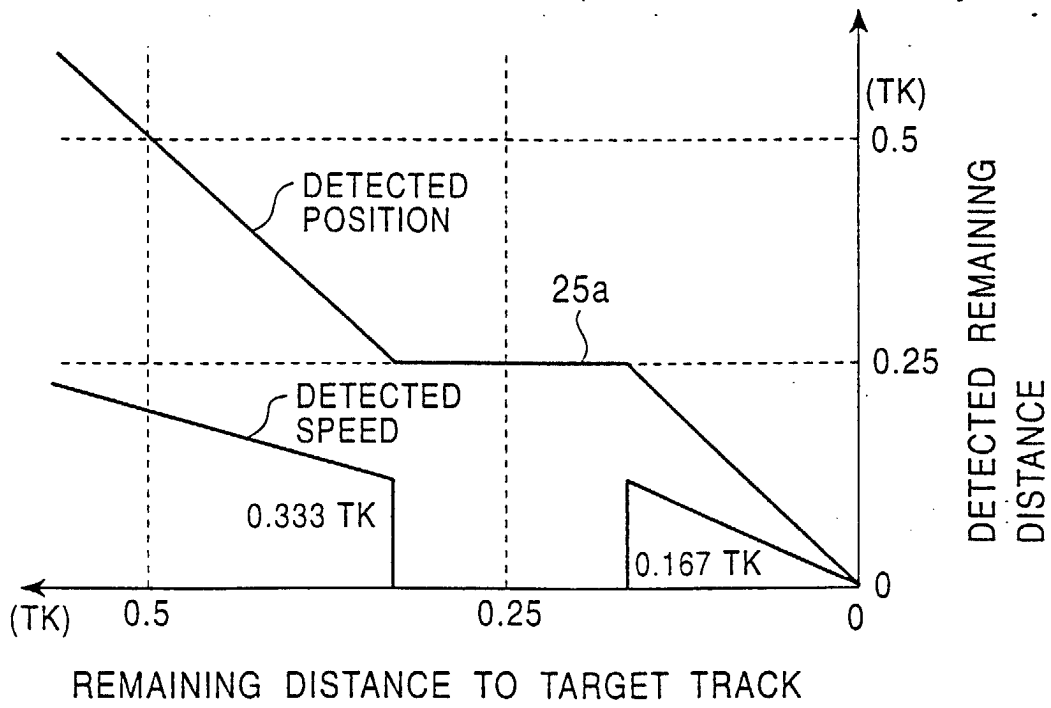 (TK)
0.5
DETECTED
POSITION
25a
0.25
DETECTED
SPEED
0.333 TK
0.167 TK
0
(TK)
0.5
0.25
0
DETECTED REMAINING
DISTANCE
REMAINING DISTANCE TO TARGET TRACK